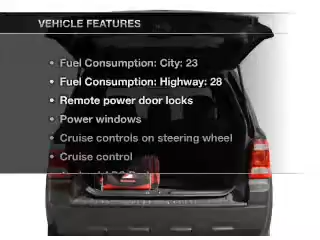 VEHICLE FEATURES
• Fuel Consumption: City: 23
• Fuel Consumption: Highway: 28
• Remote power door locks
• Power windows
• Cruise controls on steering wheel
• Cruise control